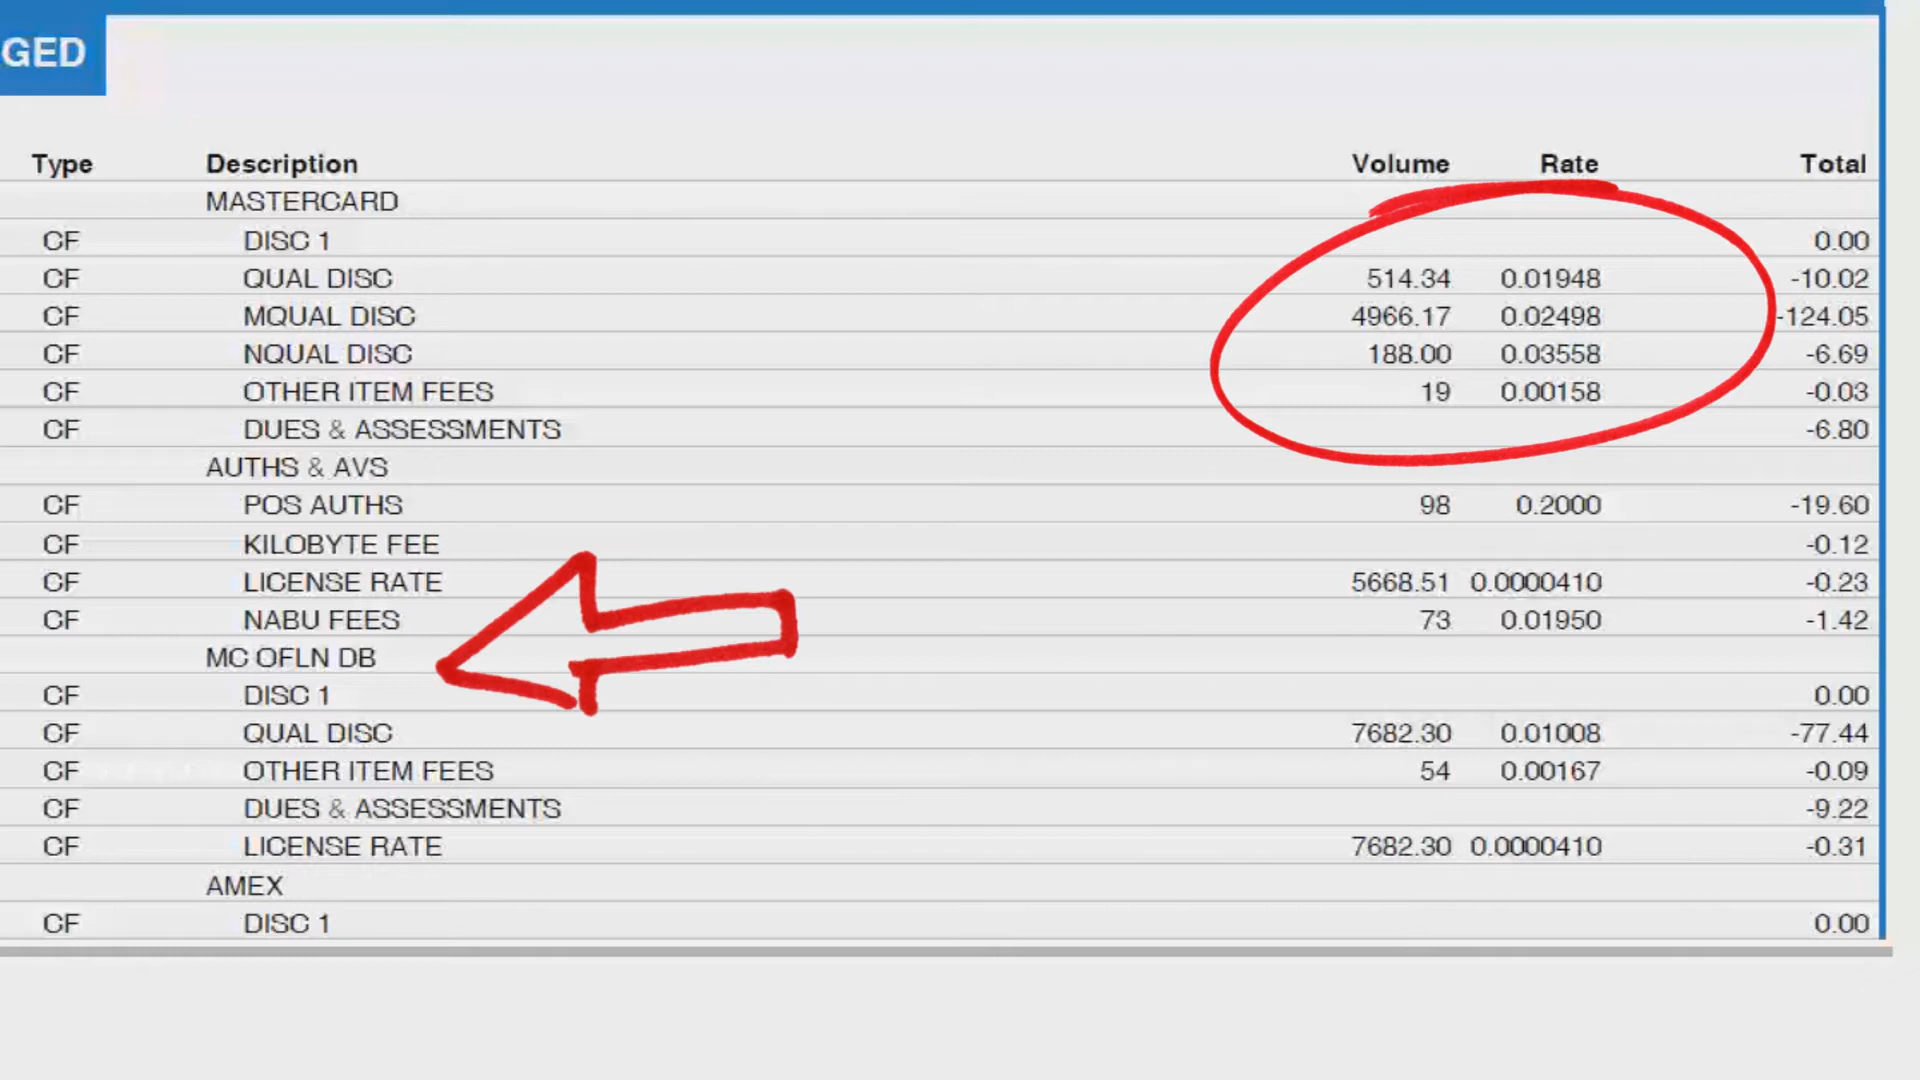 GED
Type Description Volume Rate Total
MASTERCARD
CF DISC 1 0.00
CF QUAL DISC 514.34 0.01948 -10.02
CF MQUAL DISC 4966.17 0.02498 -124.05
CF NQUAL DISC 188.00 0.03558 -6.69
CF OTHER ITEM FEES 19 0.00158 -0.03
CF DUES & ASSESSMENTS -6.80
AUTHS & AVS
CF POS AUTHS 98 0.2000 -19.60
CF KILOBYTE FEE -0.12
CF LICENSE RATE 5668.51 0.0000410 -0.23
CF NABU FEES 73 0.01950 -1.42
MC OFLN DB
CF DISC 1 0.00
CF QUAL DISC 7682.30 0.01008 -77.44
CF OTHER ITEM FEES 54 0.00167 -0.09
CF DUES & ASSESSMENTS -9.22
CF LICENSE RATE 7682.30 0.0000410 -0.31
AMEX
CF DISC 1 0.00